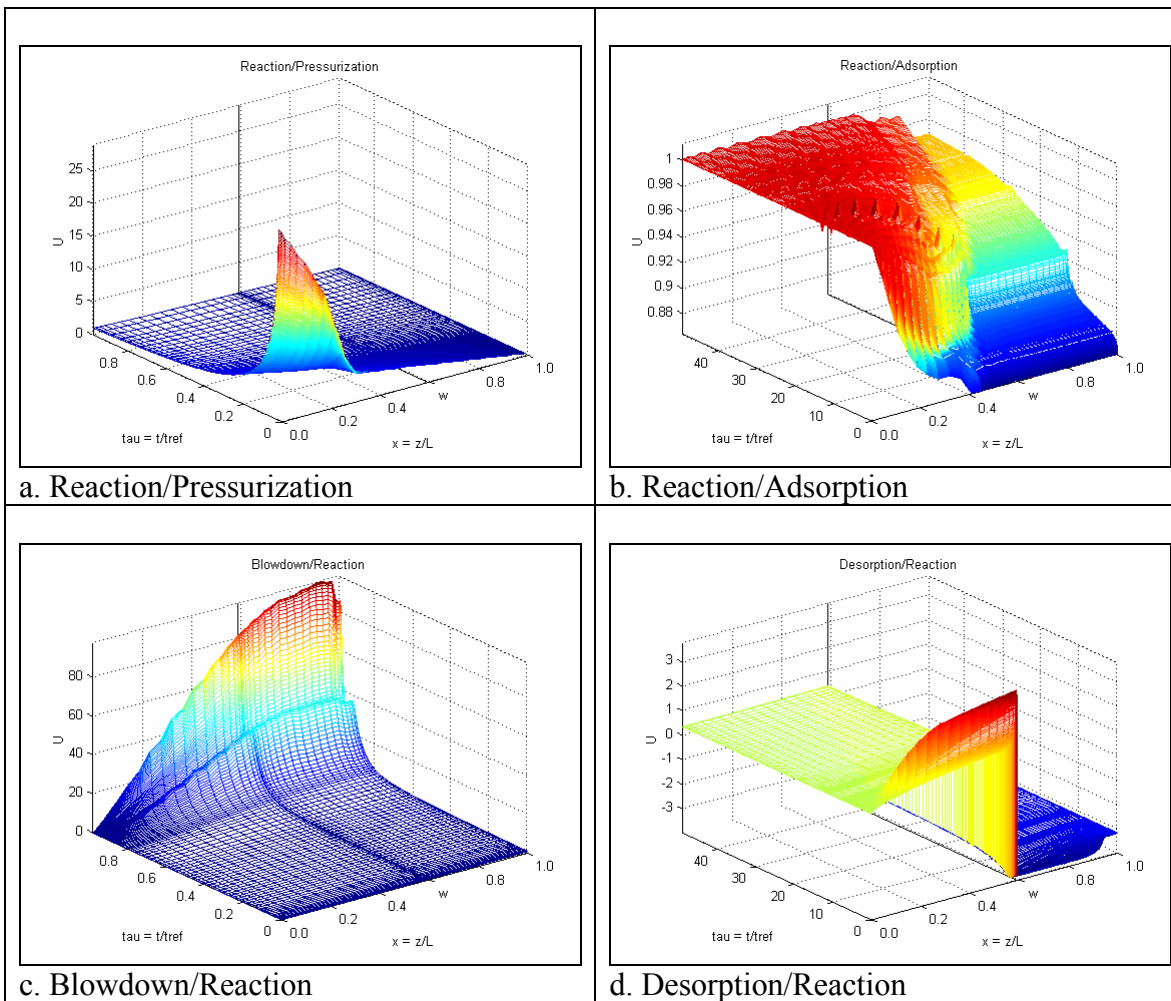 Reaction/Pressurization
25
20
15
10
5
0
U
0.8
0.6
0.4
0.2
0
0.0
0.2
0.4
w
0.8
1.0
tau = t/tref
x = z/L
a. Reaction/Pressurization
Reaction/Adsorption
1
0.98
0.96
0.94
0.92
0.9
0.88
U
40
30
20
10
0
0.0
0.2
0.4
w
0.8
1.0
tau = t/tref
x = z/L
b. Reaction/Adsorption
Blowdown/Reaction
80
60
40
20
0
U
0.8
0.6
0.4
0.2
0
0.0
0.2
0.4
w
0.8
1.0
tau = t/tref
x = z/L
c. Blowdown/Reaction
Desorption/Reaction
3
2
1
0
-1
-2
-3
U
40
30
20
10
0
0.0
0.2
0.4
w
0.8
1.0
tau = t/tref
x = z/L
d. Desorption/Reaction